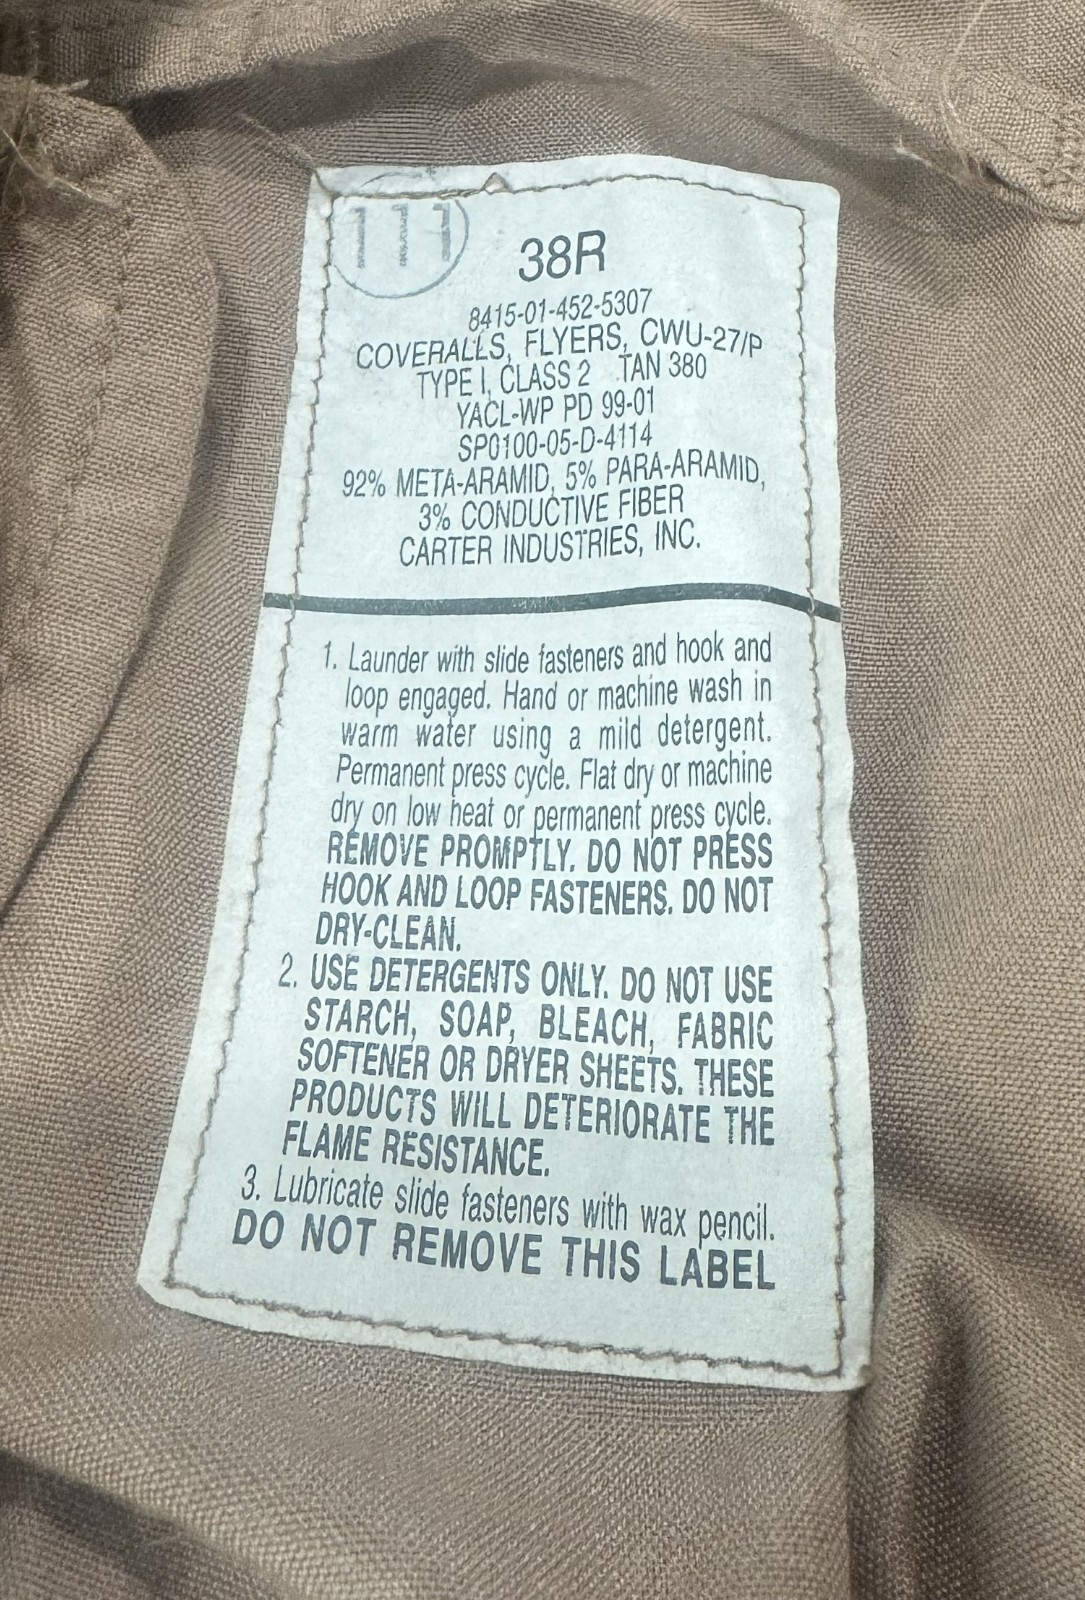 111
38R
8415-01-452-5307
COVERALLS, FLYERS, CWU-27/P
TYPE I, CLASS 2 TAN 380
YACL-WP PD 99-01
SP0100-05-D-4114
92% META-ARAMID, 5% PARA-ARAMID,
3% CONDUCTIVE FIBER
CARTER INDUSTRIES, INC.
1. Launder with slide fasteners and hook and
loop engaged. Hand or machine wash in
warm water using a mild detergent.
Permanent press cycle. Flat dry or machine
dry on low heat or permanent press cycle.
REMOVE PROMPTLY. DO NOT PRESS
HOOK AND LOOP FASTENERS. DO NOT
DRY-CLEAN.
2. USE DETERGENTS ONLY. DO NOT USE
STARCH, SOAP, BLEACH, FABRIC
SOFTENER OR DRYER SHEETS. THESE
PRODUCTS WILL DETERIORATE THE
FLAME RESISTANCE.
3. Lubricate slide fasteners with wax pencil.
DO NOT REMOVE THIS LABEL